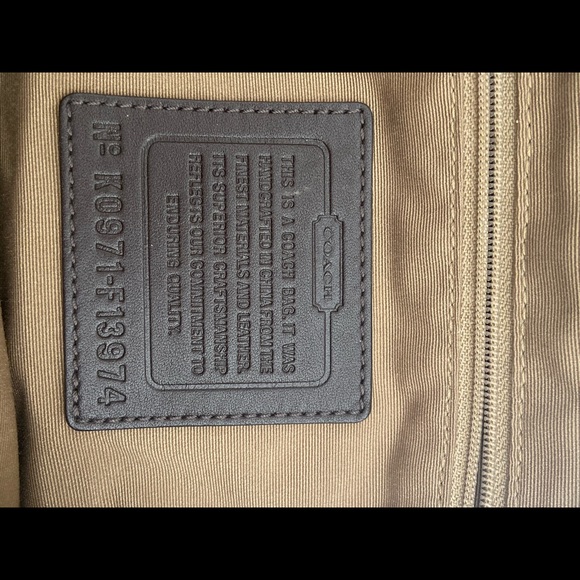 COACH
THIS IS A COACH BAG. IT WAS
HANDCRAFTED IN CHINA FROM THE
FINEST MATERIALS AND LEATHER.
ITS SUPERIOR CRAFTSMANSHIP
REFLECTS OUR COMMITMENT TO
ENDURING QUALITY.
Nº K0971-F13974